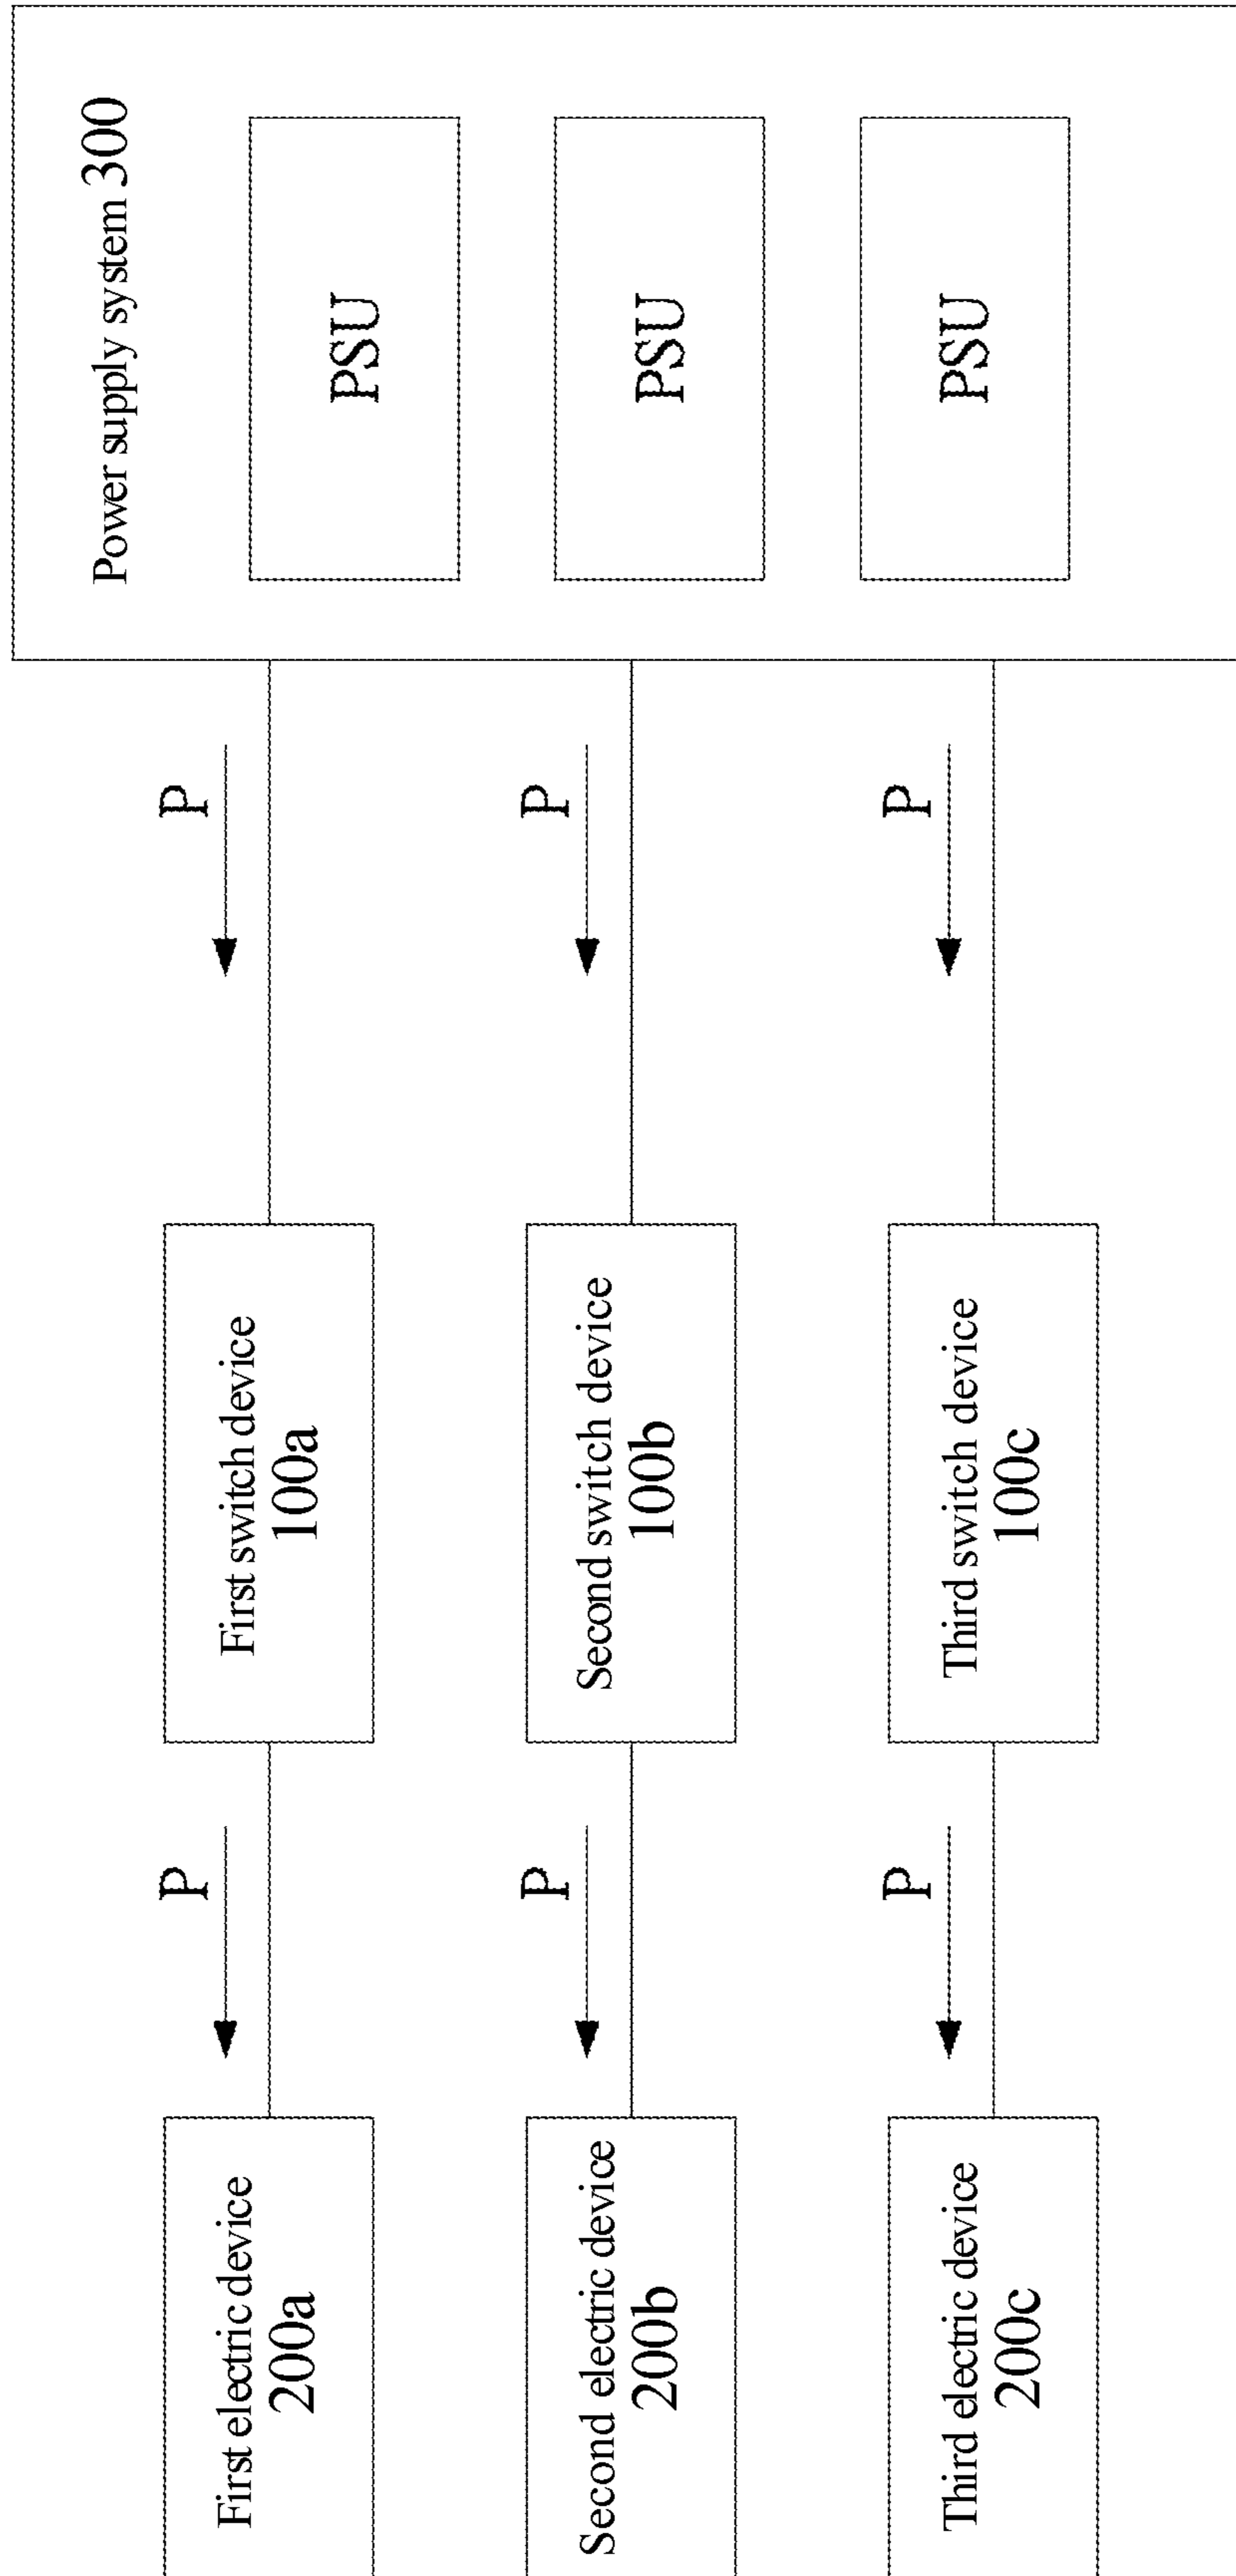 Power supply system 300
PSU
PSU
PSU
P
P
P
First switch device
100a
Second switch device
100b
Third switch device
100c
P
P
P
First electric device
200a
Second electric device
200b
Third electric device
200c